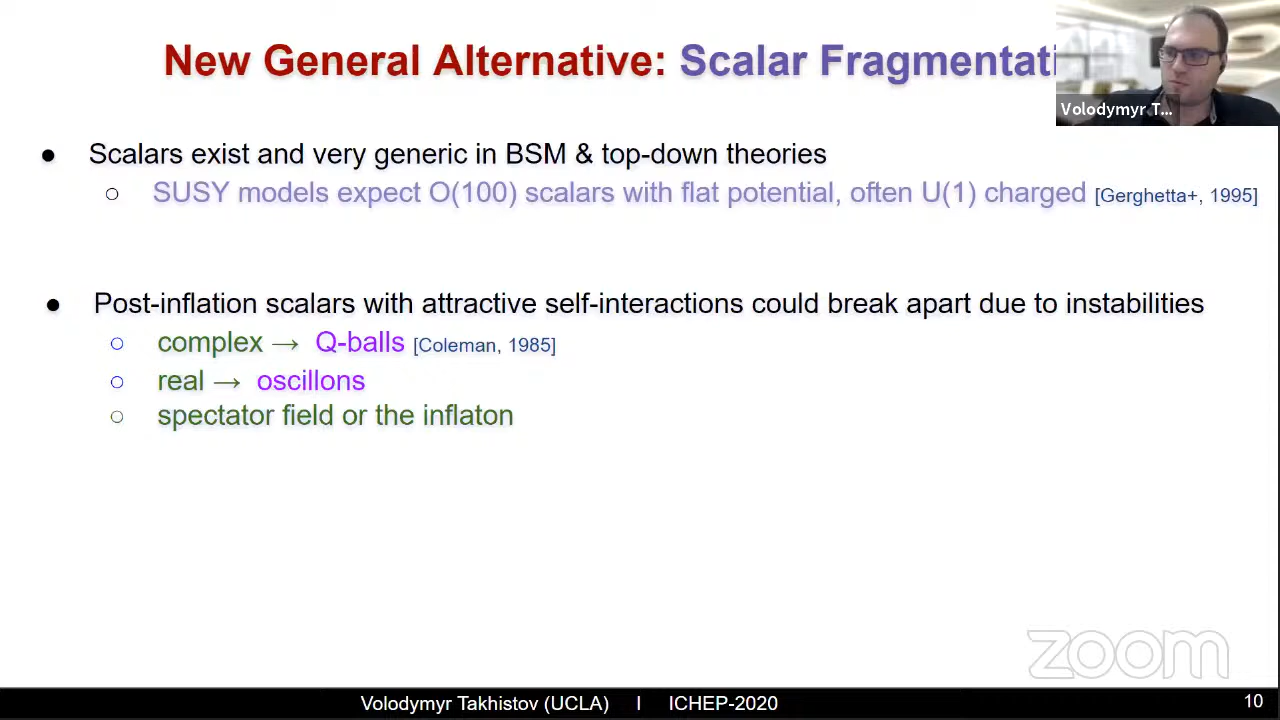 New General Alternative: Scalar Fragmentati
Volodymyr T...
● Scalars exist and very generic in BSM & top-down theories
○ SUSY models expect O(100) scalars with flat potential, often U(1) charged [Gerghetta+, 1995]
● Post-inflation scalars with attractive self-interactions could break apart due to instabilities
○ complex → Q-balls [Coleman, 1985]
○ real → oscillons
○ spectator field or the inflaton
zoom
Volodymyr Takhistov (UCLA) I ICHEP-2020 10